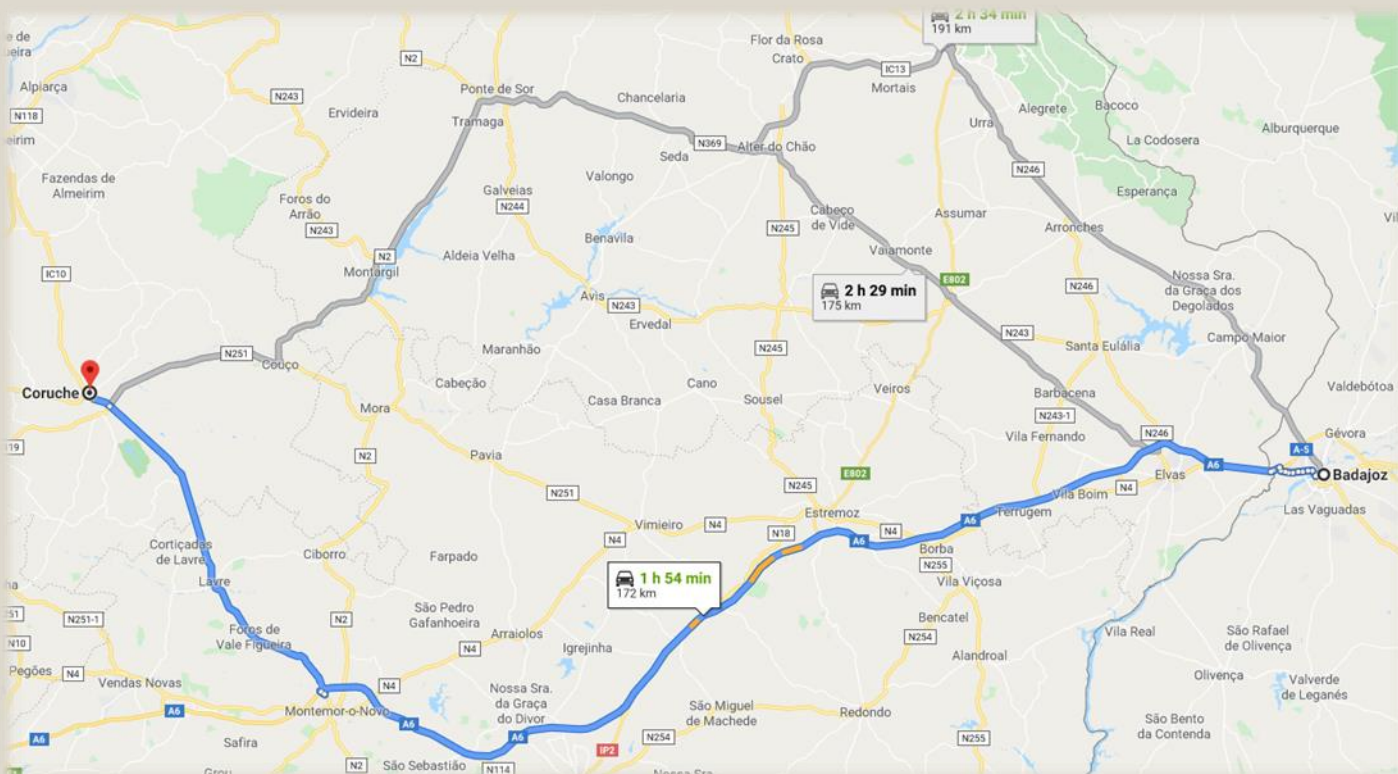 2 h 34 min
191 km
Flor da Rosa
Crato
IC13
Mortais
N2
Alpiarça
N243
N118
Ervideira
Ponte de Sor
Tramaga
Chancelaria
N369
Seda
Alter do Chão
Urra
Alegrete
Bacoco
La Codosera
Alburquerque
N246
Esperança
Fazendas de
Almeirim
Foros do
Arrão
N243
Galveias
N244
Valongo
Benavila
N245
Cabeço
de Vide
Assumar
Arronches
Vaiamonte
N2
Montargil
Aldeia Velha
IC10
E802
2 h 29 min
175 km
N246
Nossa Sra.
da Graça dos
Degolados
Avis
N243
Ervedal
N243
Campo Maior
Santa Eulália
Maranhão
N245
N251
Couço
Coruche
Cabeção
Cano
Casa Branca
Sousel
Veiros
Barbacena
Valdebótoa
Mora
N243-1
Vila Fernando
N246
Gévora
A-5
N2
Pavia
E802
Elvas
A6
Badajoz
N251
N245
N4
Vila Boim
Las Vaguadas
Vimieiro
N4
Estremoz
Terrugem
A6
N4
N18
N4
A6
Borba
Cortiçadas
de Lavre
Ciborro
Farpado
N255
Lavre
1 h 54 min
172 km
Vila Viçosa
São Pedro
Gafanhoeira
N251-1
N2
Foros de
Vale Figueira
Arraiolos
Igrejinha
Bencatel
N254
Vila Real
São Rafael
de Olivença
N10
N4
Pegões
N4
Alandroal
Vendas Novas
N4
Olivença
Valverde
de Leganés
Nossa Sra.
da Graça
do Divor
São Miguel
de Machede
Redondo
A6
Montemor-o-Novo
A6
A6
A6
Safira
IP2
N254
N255
São Bento
da Contenda
N2
São Sebastião
N114